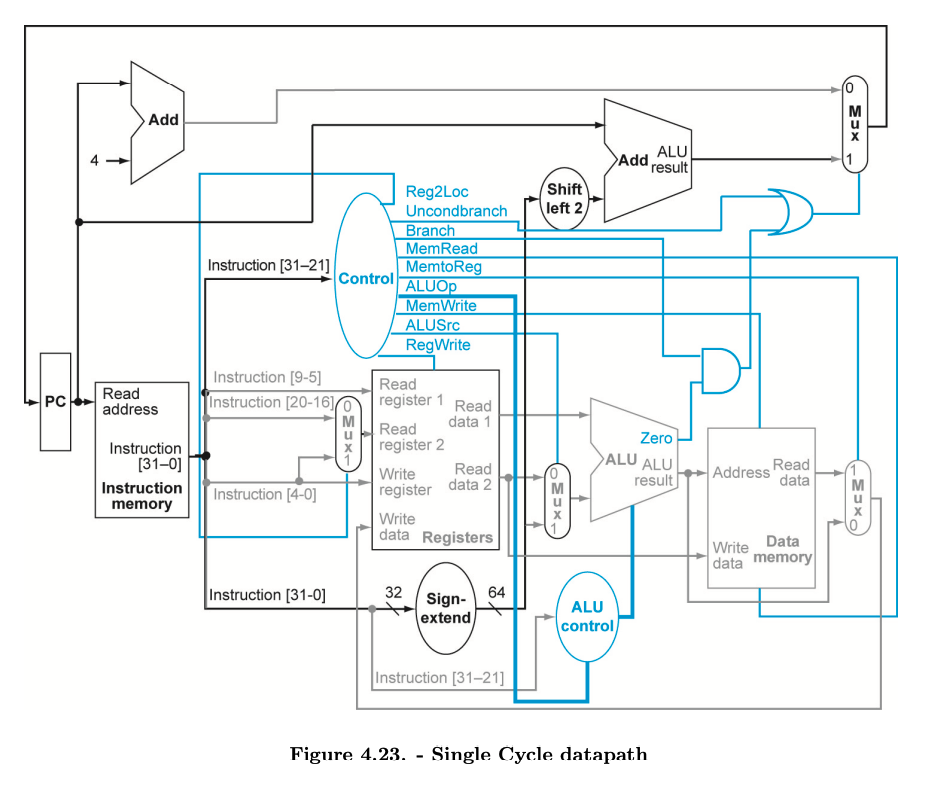 Add
4
Add
ALU
result
0
M
u
x
1
Shift
left 2
Reg2Loc
Uncondbranch
Branch
MemRead
MemtoReg
ALUOp
MemWrite
ALUSrc
RegWrite
Instruction [31–21]
Control
PC
Read
address
Instruction
[31–0]
Instruction
memory
Instruction [9-5]
Instruction [20-16]
Instruction [4-0]
0
M
u
x
1
Read
register 1
Read
register 2
Write
register
Write
data
Read
data 1
Read
data 2
Registers
0
M
u
x
1
Zero
ALU
ALU
result
Address
Read
data
Write
data
Data
memory
1
M
u
x
0
Instruction [31-0]
32
Sign-
extend
64
ALU
control
Instruction [31–21]
Figure 4.23. - Single Cycle datapath